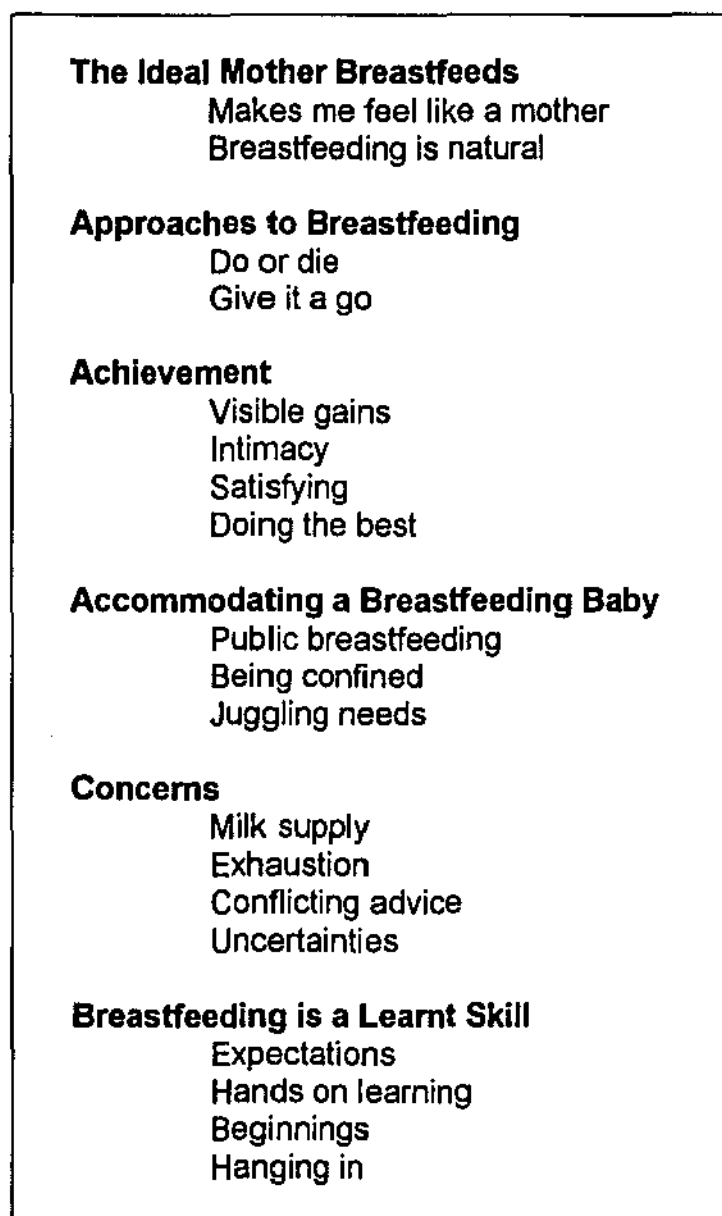 The Ideal Mother Breastfeeds
Makes me feel like a mother
Breastfeeding is natural
Approaches to Breastfeeding
Do or die
Give it a go
Achievement
Visible gains
Intimacy
Satisfying
Doing the best
Accommodating a Breastfeeding Baby
Public breastfeeding
Being confined
Juggling needs
Concerns
Milk supply
Exhaustion
Conflicting advice
Uncertainties
Breastfeeding is a Learnt Skill
Expectations
Hands on learning
Beginnings
Hanging in